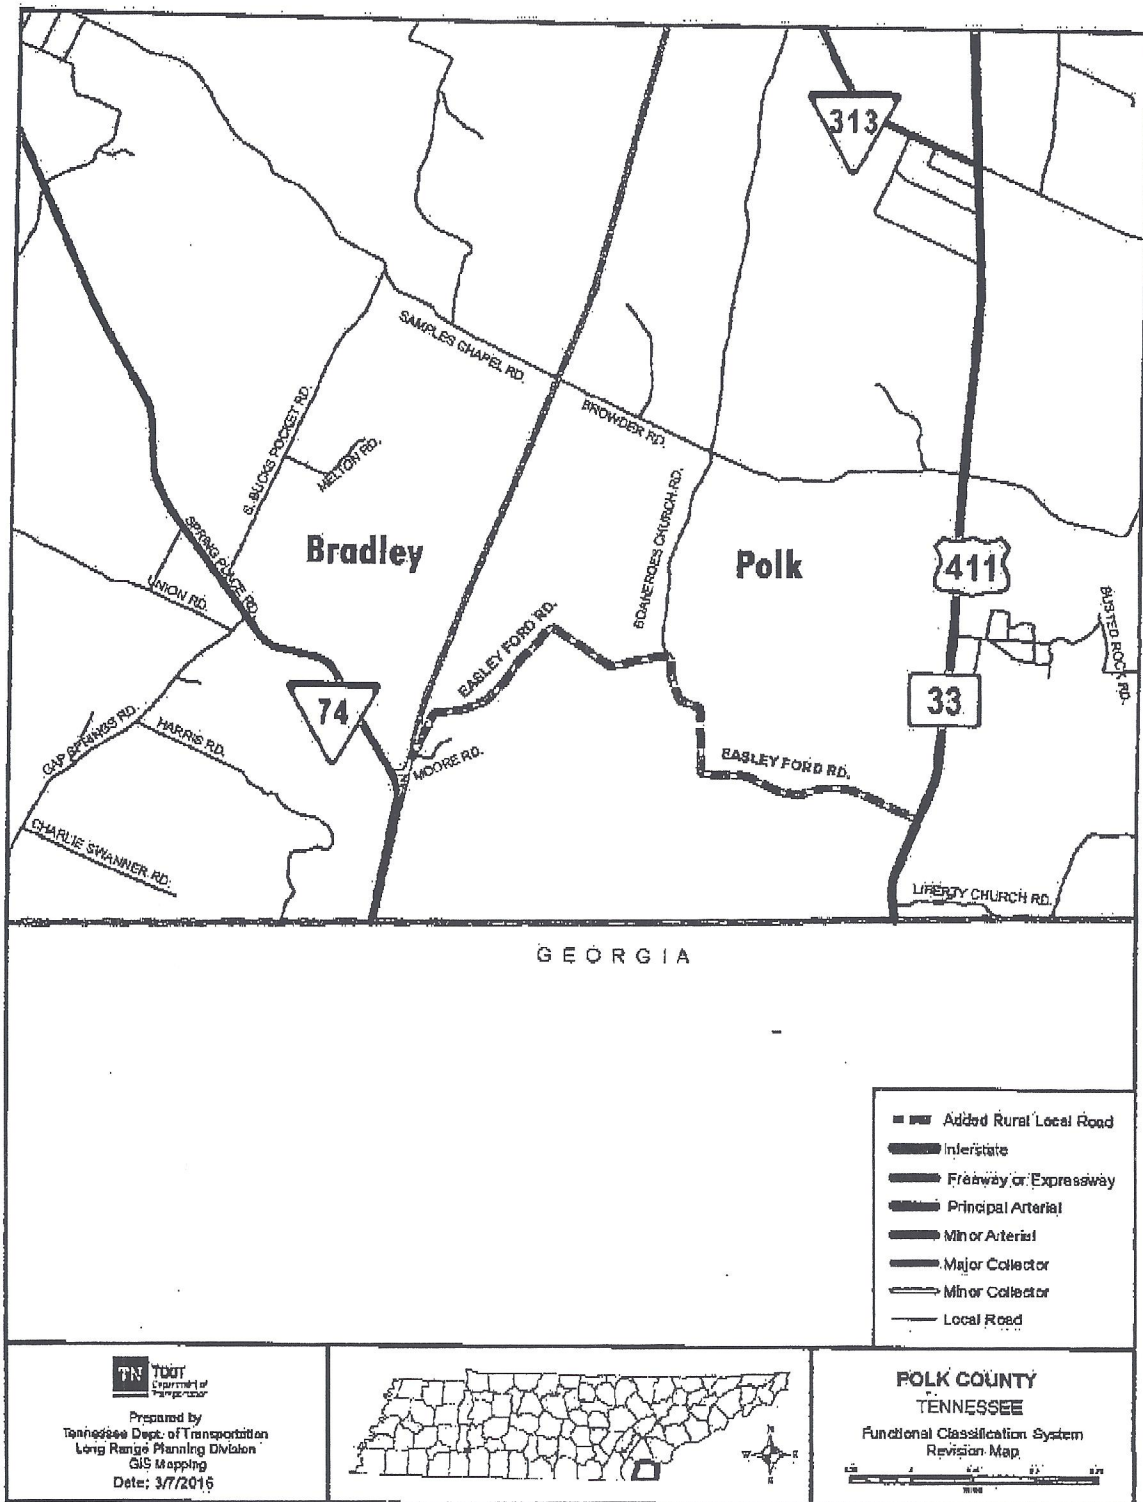 313
SAMPLES CHAPEL RD.
BROWDER RD.
S. BUCKS POCKET RD.
MELTON RD.
BOANERGES CHURCH RD.
SPRING PLACE RD.
Bradley
Polk
411
UNION RD.
BUSTED ROCK RD.
EASLEY FORD RD.
33
74
GAP SPRINGS RD.
HARRIS RD.
MOORE RD.
EASLEY FORD RD.
CHARLIE SWANNER RD.
LIBERTY CHURCH RD.
GEORGIA
Added Rural Local Road
Interstate
Freeway or Expressway
Principal Arterial
Minor Arterial
Major Collector
Minor Collector
Local Road
TN TDOT
Department of
Transportation
Prepared by
Tennessee Dept. of Transportation
Long Range Planning Division
GIS Mapping
Date: 3/7/2016
N
W E
S
POLK COUNTY
TENNESSEE
Functional Classification System
Revision Map